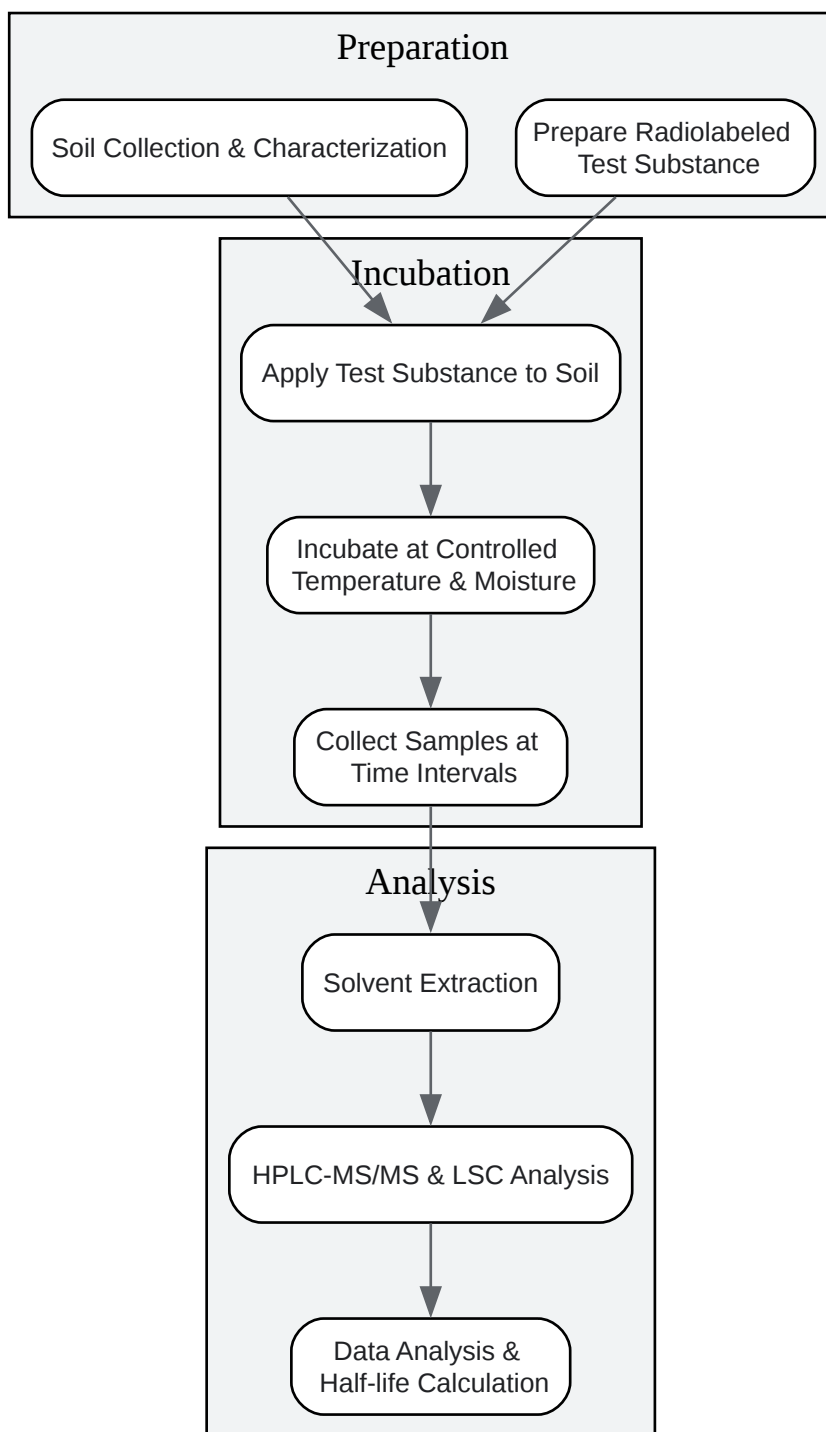 Preparation
Soil Collection & Characterization
Prepare Radiolabeled
Test Substance
Incubation
Apply Test Substance to Soil
Incubate at Controlled
Temperature & Moisture
Collect Samples at
Time Intervals
Analysis
Solvent Extraction
HPLC-MS/MS & LSC Analysis
Data Analysis &
Half-life Calculation